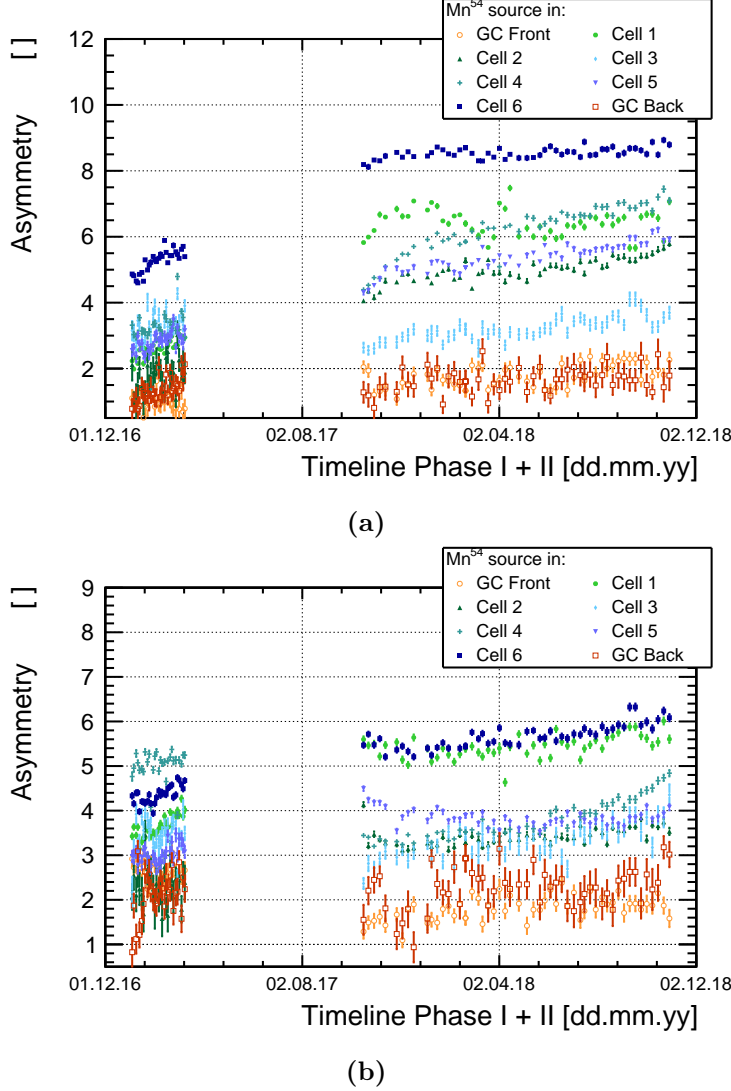 Mn54 source in:
GC Front Cell 1
Cell 2 Cell 3
Cell 4 Cell 5
Cell 6 GC Back
Asymmetry [ ]
12
10
8
6
4
2
01.12.16 02.08.17 02.04.18 02.12.18
Timeline Phase I + II [dd.mm.yy]
(a)
Mn54 source in:
GC Front Cell 1
Cell 2 Cell 3
Cell 4 Cell 5
Cell 6 GC Back
Asymmetry [ ]
9
8
7
6
5
4
3
2
1
01.12.16 02.08.17 02.04.18 02.12.18
Timeline Phase I + II [dd.mm.yy]
(b)